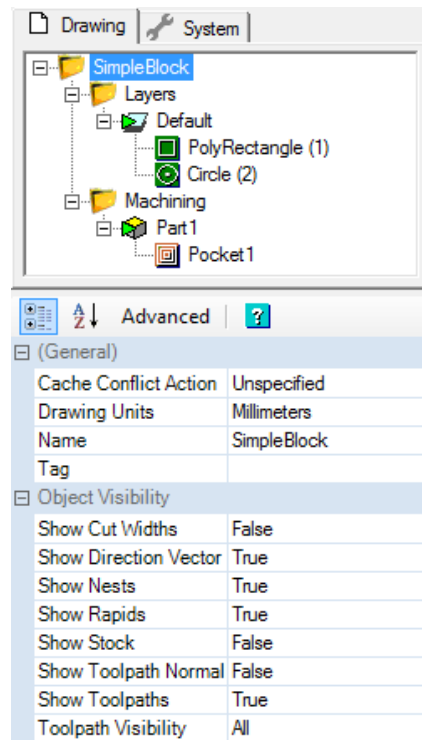 Drawing System
SimpleBlock
Layers
Default
PolyRectangle (1)
Circle (2)
Machining
Part1
Pocket1
A Z Advanced ?
(General)
Cache Conflict Action Unspecified
Drawing Units Millimeters
Name SimpleBlock
Tag
Object Visibility
Show Cut Widths False
Show Direction Vector True
Show Nests True
Show Rapids True
Show Stock False
Show Toolpath Normal False
Show Toolpaths True
Toolpath Visibility All